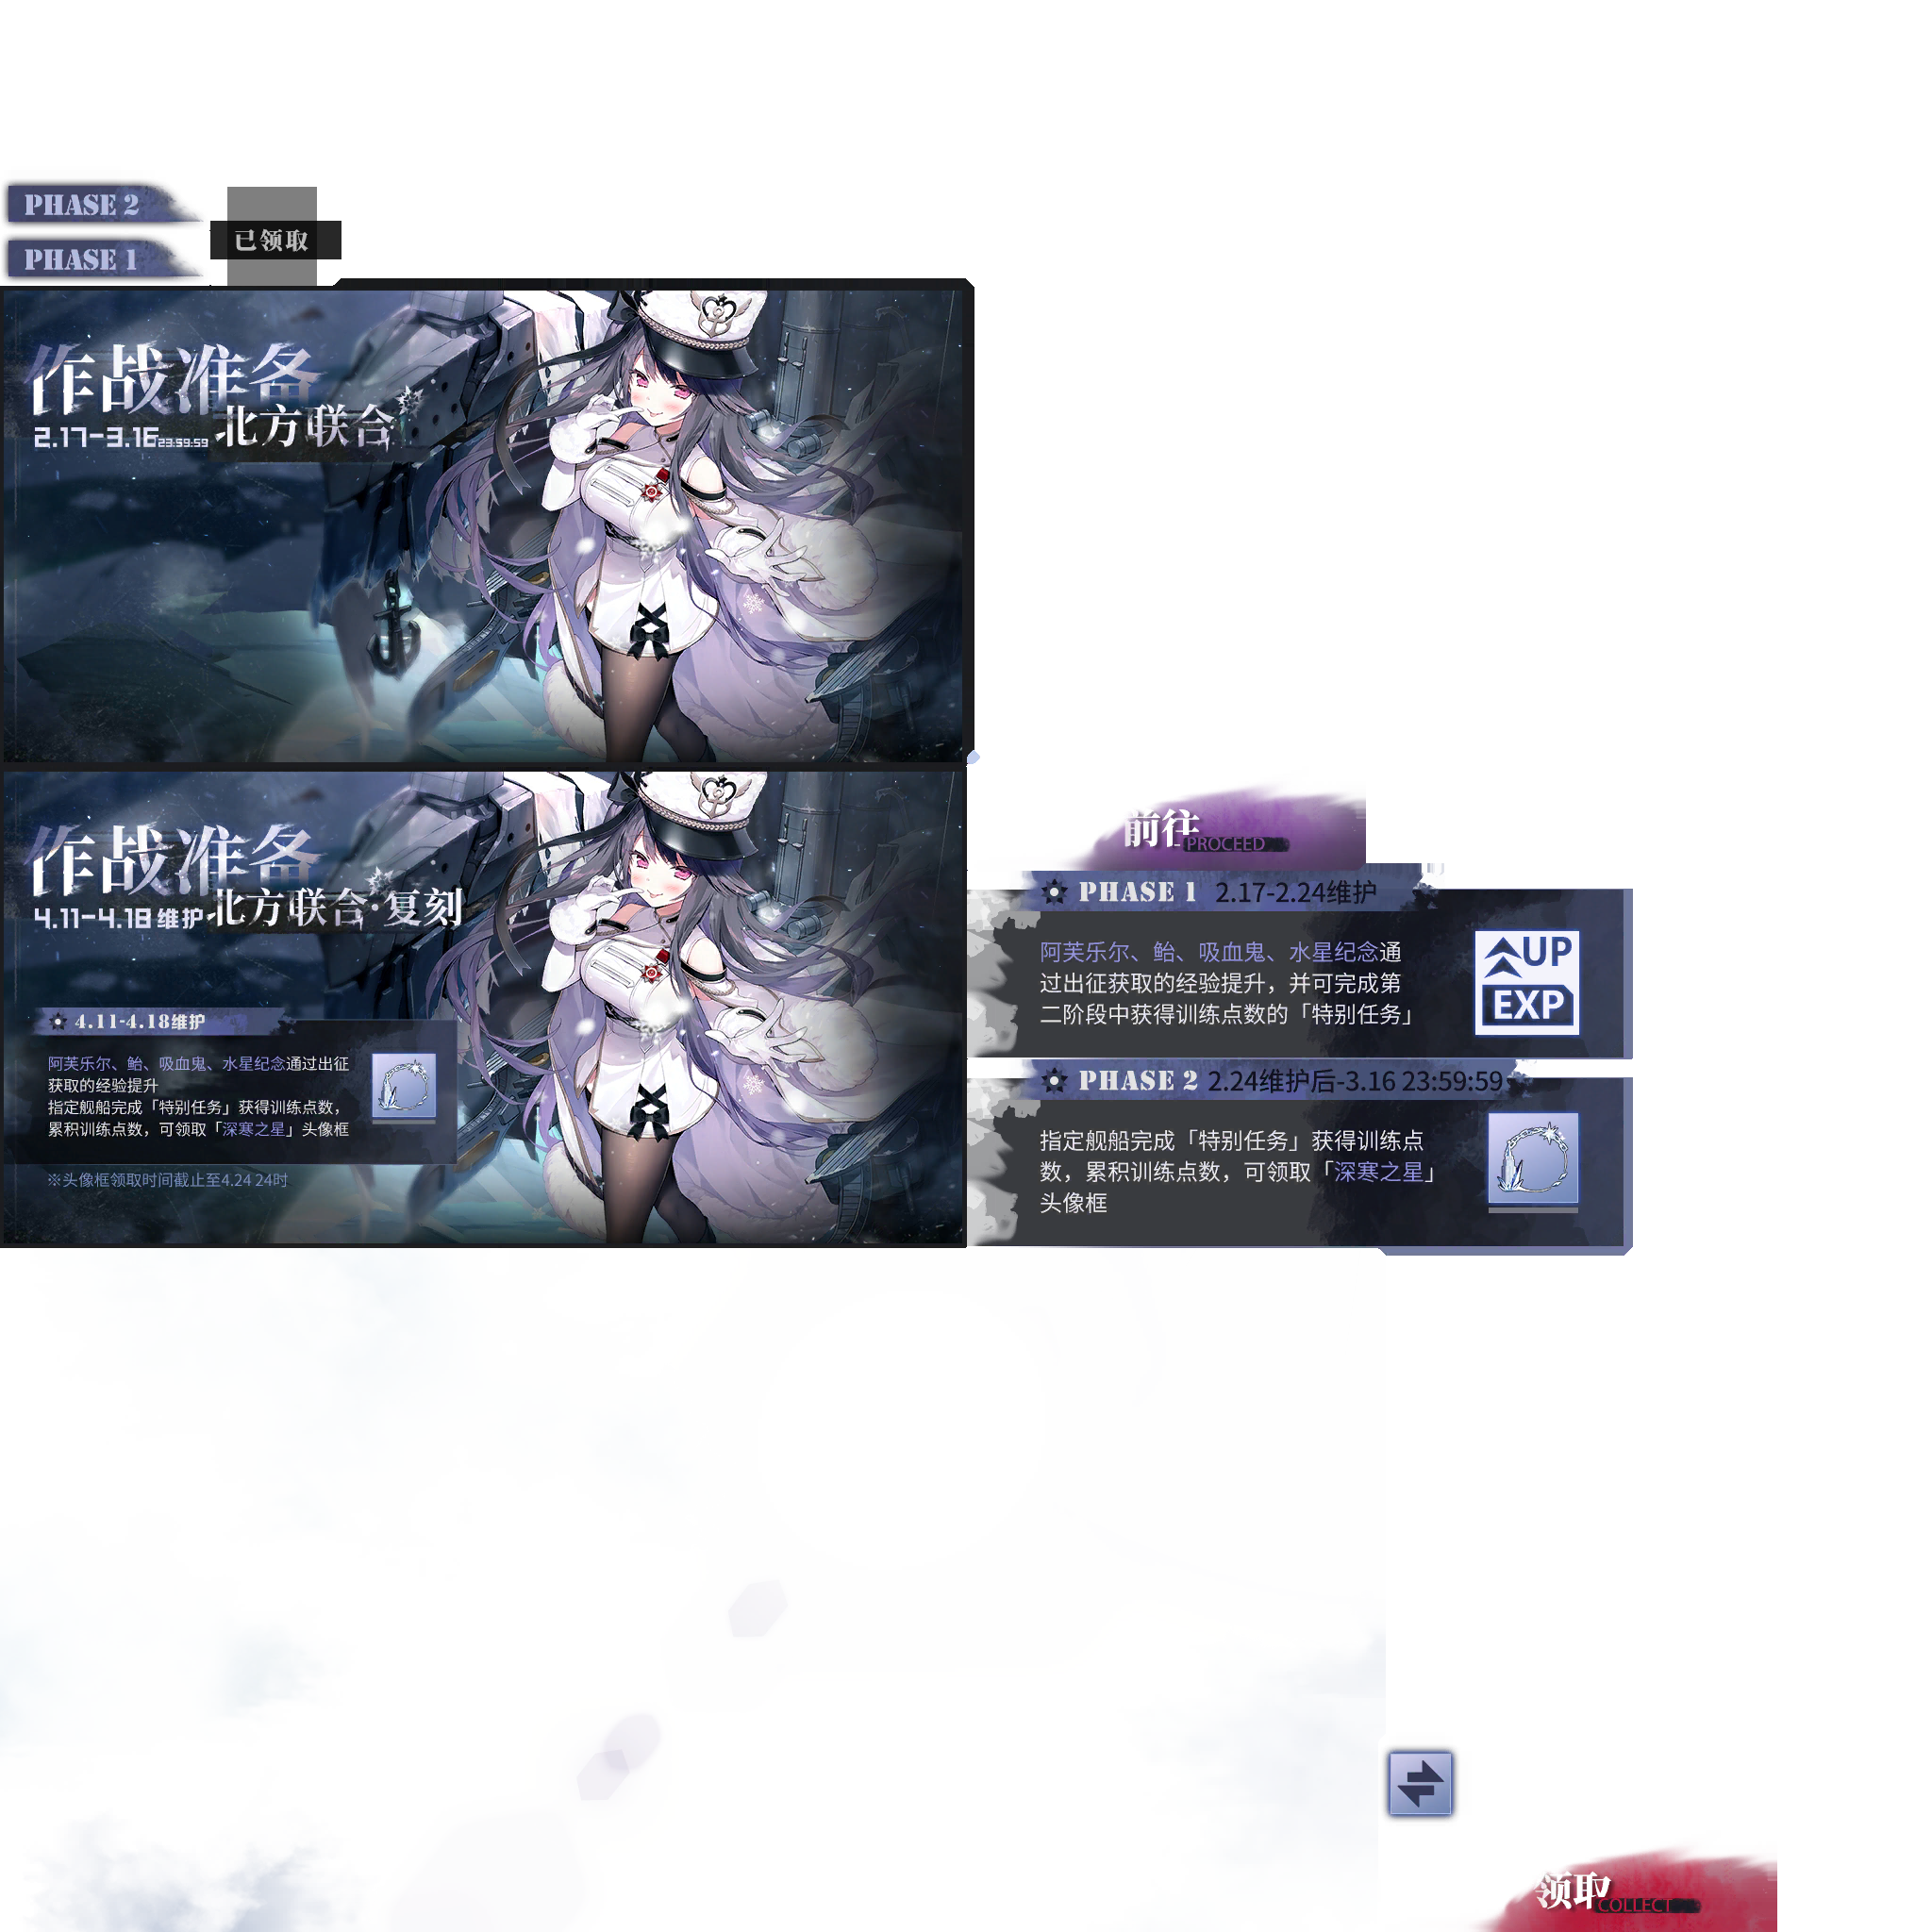 PHASE 2
已领取
PHASE 1
作战准备
北方联合
2.17-3.16 23:59:59
作战准备
北方联合·复刻
4.11-4.18 维护
4.11-4.18维护
阿芙乐尔、鲐、吸血鬼、水星纪念通过出征
获取的经验提升
指定舰船完成「特别任务」获得训练点数，
累积训练点数，可领取「深寒之星」头像框
※头像框领取时间截止至4.24 24时
前往
PROCEED
PHASE 1 2.17-2.24维护
阿芙乐尔、鲐、吸血鬼、水星纪念通
过出征获取的经验提升，并可完成第
二阶段中获得训练点数的「特别任务」
UP
EXP
PHASE 2 2.24维护后-3.16 23:59:59
指定舰船完成「特别任务」获得训练点
数，累积训练点数，可领取「深寒之星」
头像框
领取
COLLECT